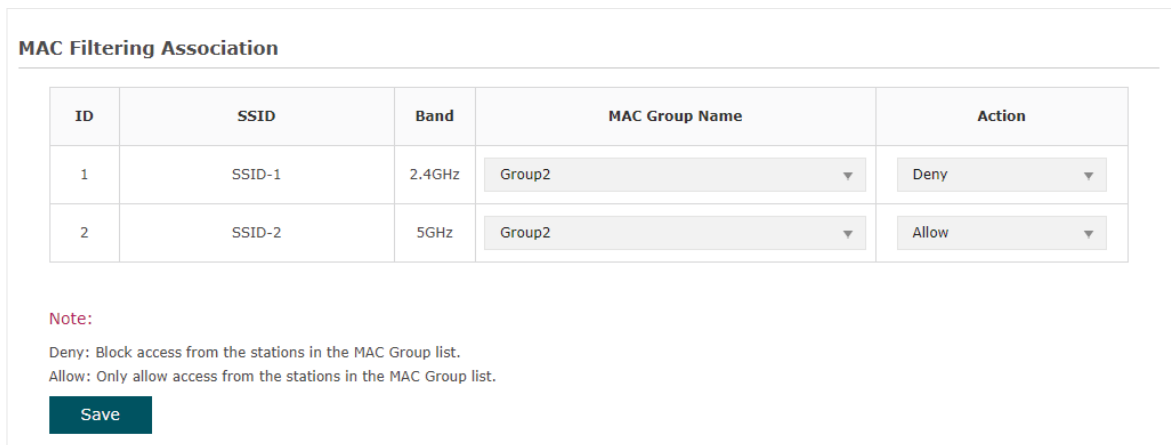 MAC Filtering Association
ID SSID Band MAC Group Name Action
1 SSID-1 2.4GHz Group2 Deny
2 SSID-2 5GHz Group2 Allow
Note:
Deny: Block access from the stations in the MAC Group list.
Allow: Only allow access from the stations in the MAC Group list.
Save